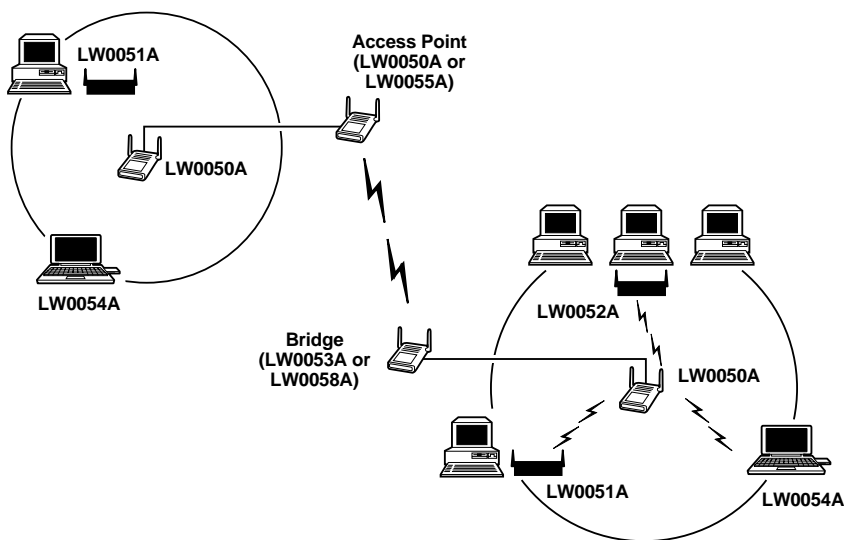 LW0051A
Access Point
(LW0050A or
LW0055A)
LW0050A
LW0054A
LW0052A
Bridge
(LW0053A or
LW0058A)
LW0050A
LW0051A
LW0054A